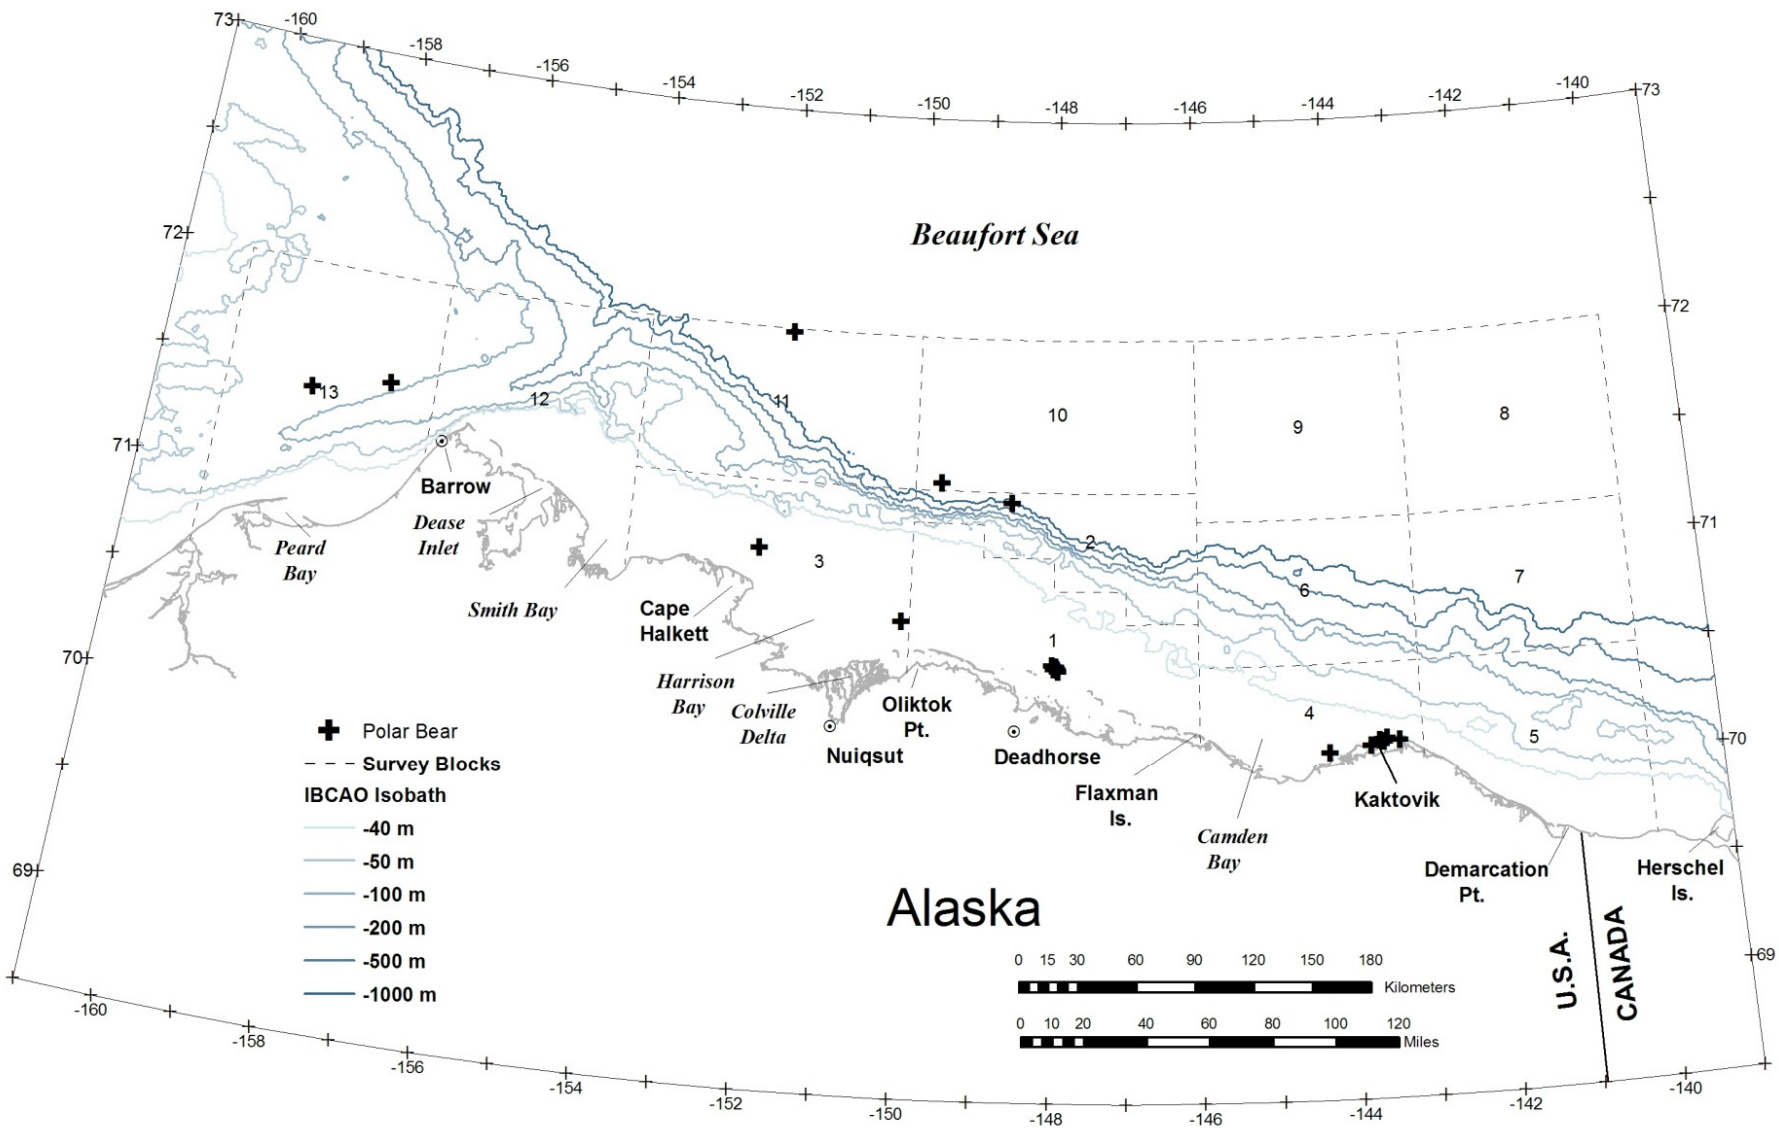 73
-160
-158
-156
-154
-152
-150
-148
-146
-144
-142
-140
73
72
Beaufort Sea
72
13
12
11
10
9
8
71
Barrow
Dease
Inlet
Peard
Bay
Smith Bay
3
2
6
7
71
Cape
Halkett
1
70
Harrison
Bay
Colville
Delta
Oliktok
Pt.
4
5
70
Nuiqsut
Deadhorse
Flaxman
Is.
Kaktovik
Camden
Bay
Demarcation
Pt.
Herschel
Is.
Polar Bear
Survey Blocks
IBCAO Isobath
-40 m
-50 m
-100 m
-200 m
-500 m
-1000 m
69
Alaska
U.S.A.
CANADA
69
0 15 30 60 90 120 150 180
Kilometers
0 10 20 40 60 80 100 120
Miles
-160
-158
-156
-154
-152
-150
-148
-146
-144
-142
-140